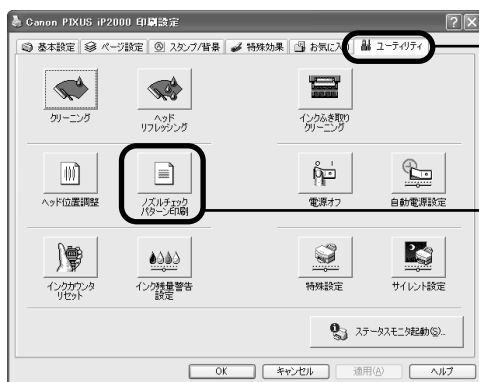 Canon PIXUS iP2000 印刷設定
基本設定 ページ設定 スタンプ/背景 特殊効果 お気に入り ユーティリティ
クリーニング
ヘッド
リフレッシング
インクふき取り
クリーニング
ヘッド位置調整
ノズルチェック
パターン印刷
電源オフ
自動電源設定
インクカウンタ
リセット
インク残量警告
設定
特殊設定
サイレント設定
ステータスモニタ起動(S)...
OK キャンセル 適用(A) ヘルプ